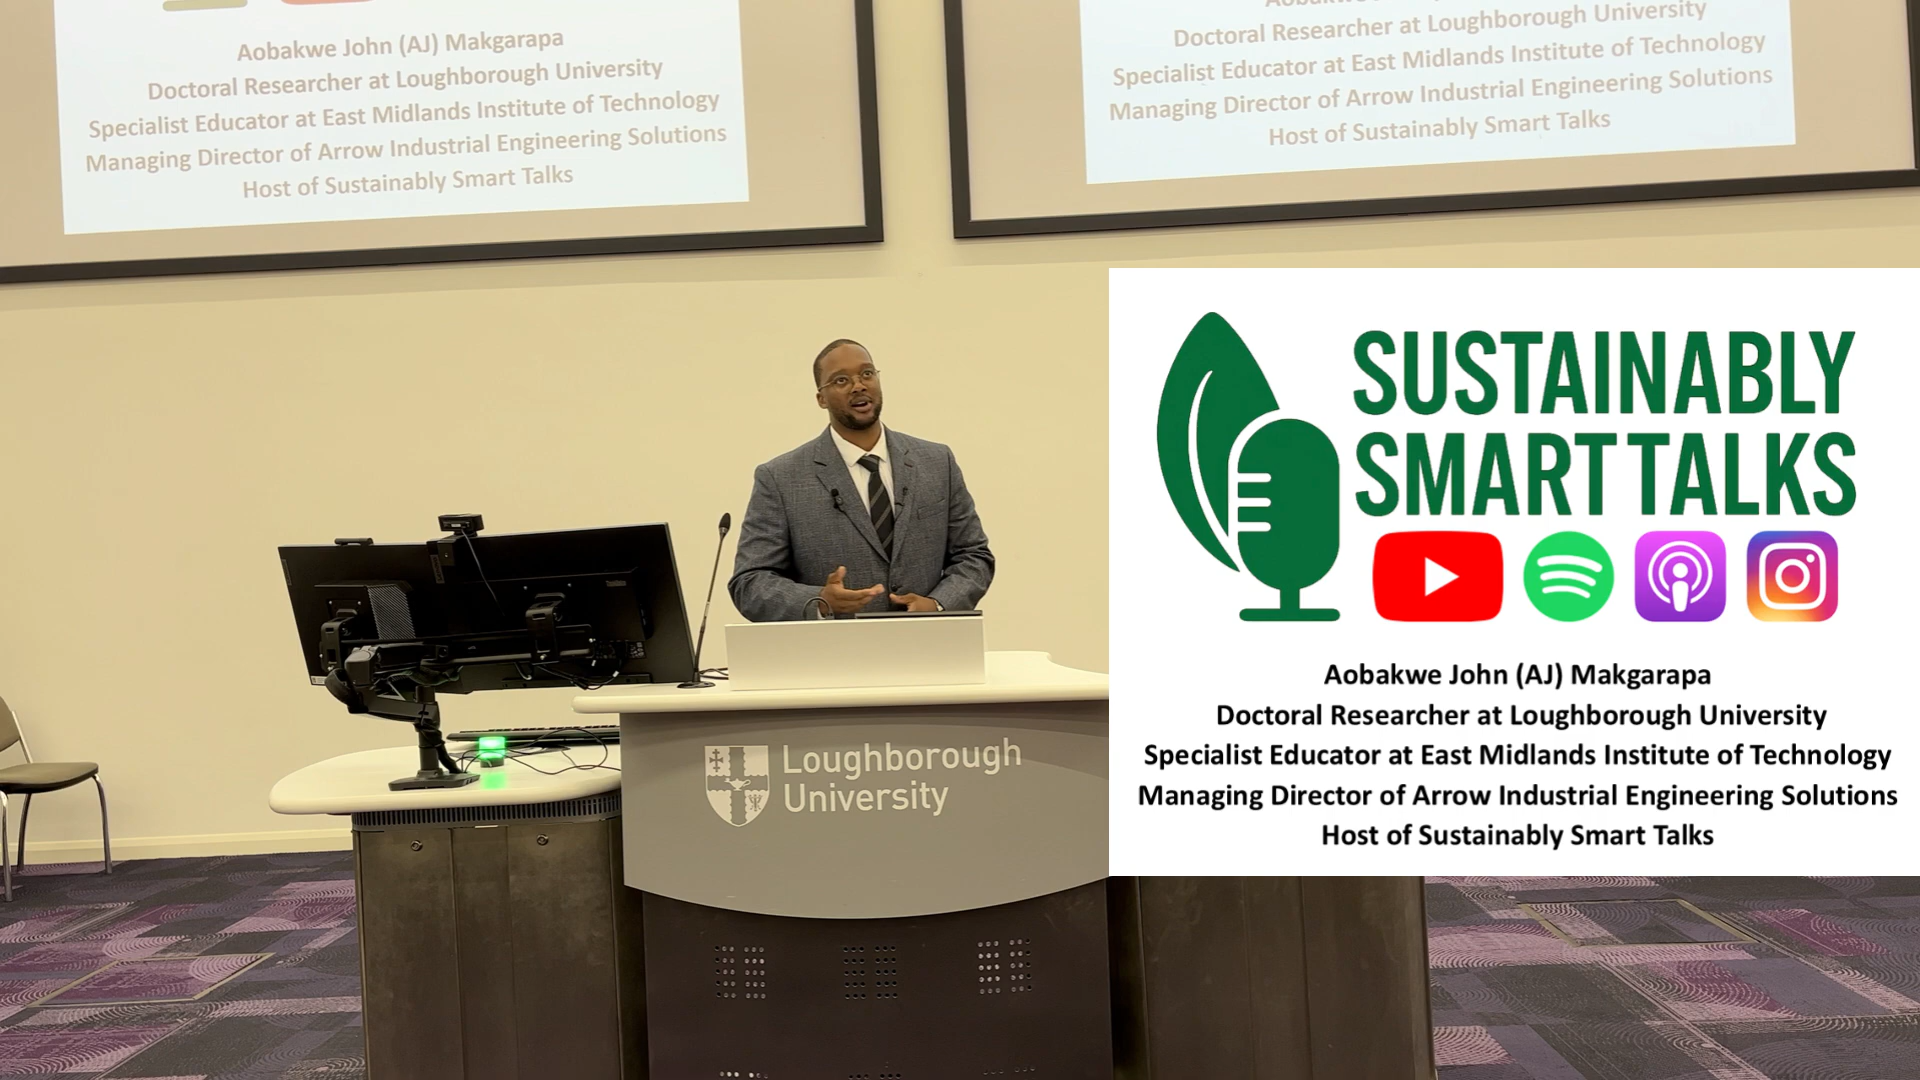 Aobakwe John (AJ) Makgarapa
Doctoral Researcher at Loughborough University
Specialist Educator at East Midlands Institute of Technology
Managing Director of Arrow Industrial Engineering Solutions
Host of Sustainably Smart Talks
Doctoral Researcher at Loughborough University
Specialist Educator at East Midlands Institute of Technology
Managing Director of Arrow Industrial Engineering Solutions
Host of Sustainably Smart Talks
SUSTAINABLY
SMART TALKS
Aobakwe John (AJ) Makgarapa
Doctoral Researcher at Loughborough University
Specialist Educator at East Midlands Institute of Technology
Managing Director of Arrow Industrial Engineering Solutions
Host of Sustainably Smart Talks
Loughborough
University